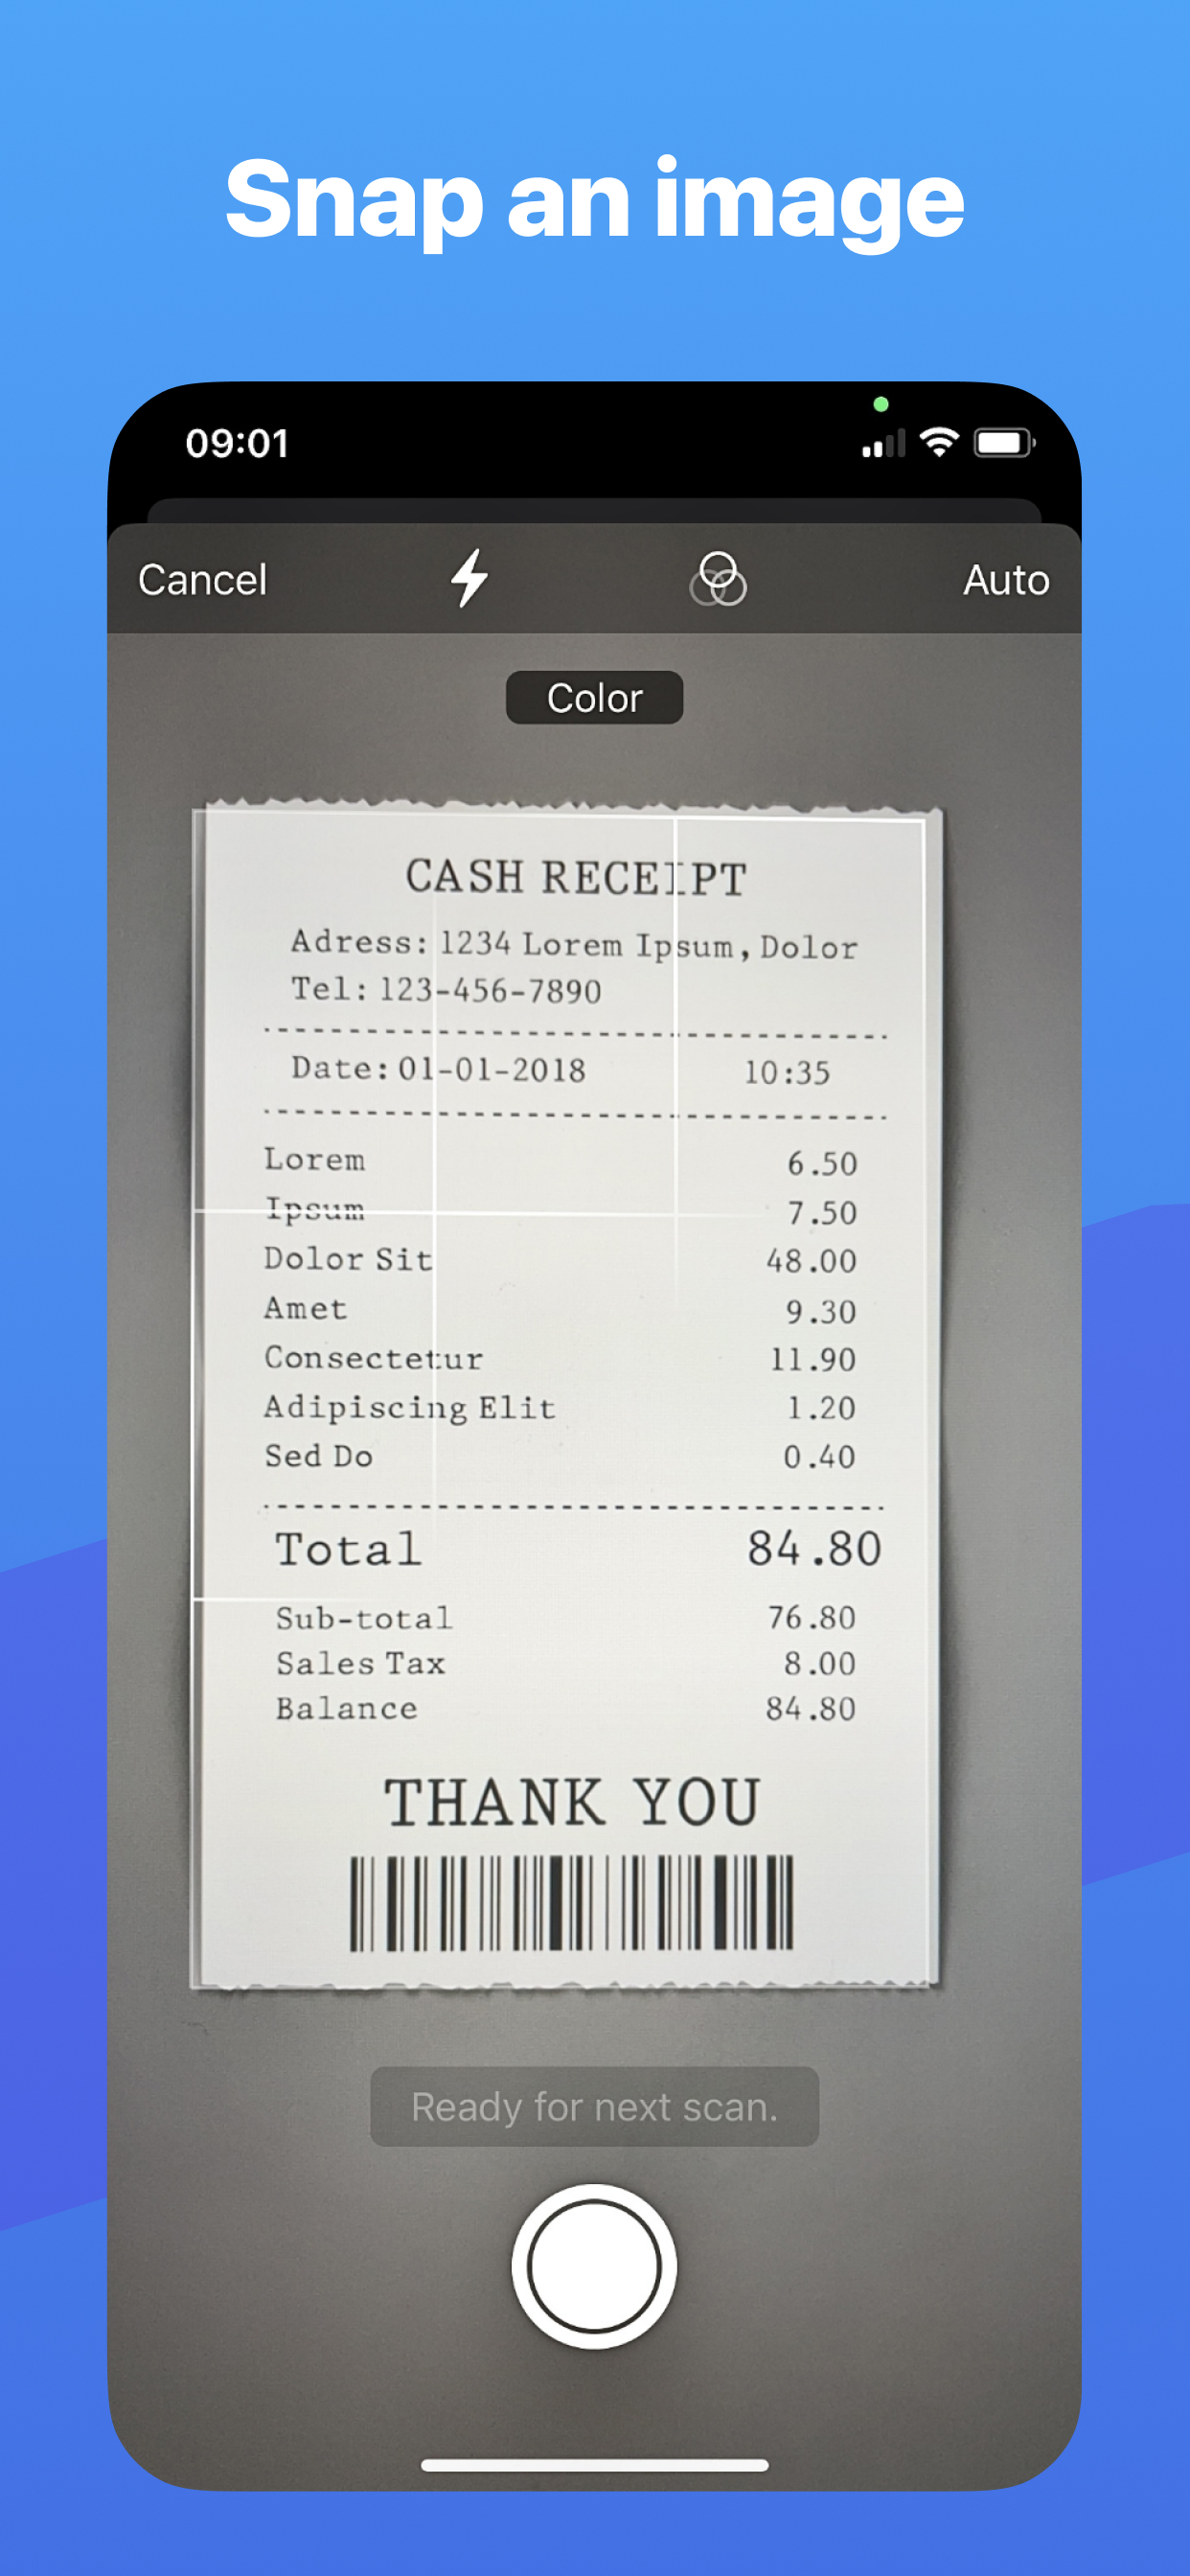 Snap an image
09:01
Cancel Auto
Color
CASH RECEIPT
Adress: 1234 Lorem Ipsum, Dolor
Tel: 123-456-7890
Date: 01-01-2018 10:35
Lorem 6.50
Ipsum 7.50
Dolor Sit 48.00
Amet 9.30
Consectetur 11.90
Adipiscing Elit 1.20
Sed Do 0.40
Total 84.80
Sub-total 76.80
Sales Tax 8.00
Balance 84.80
THANK YOU
Ready for next scan.